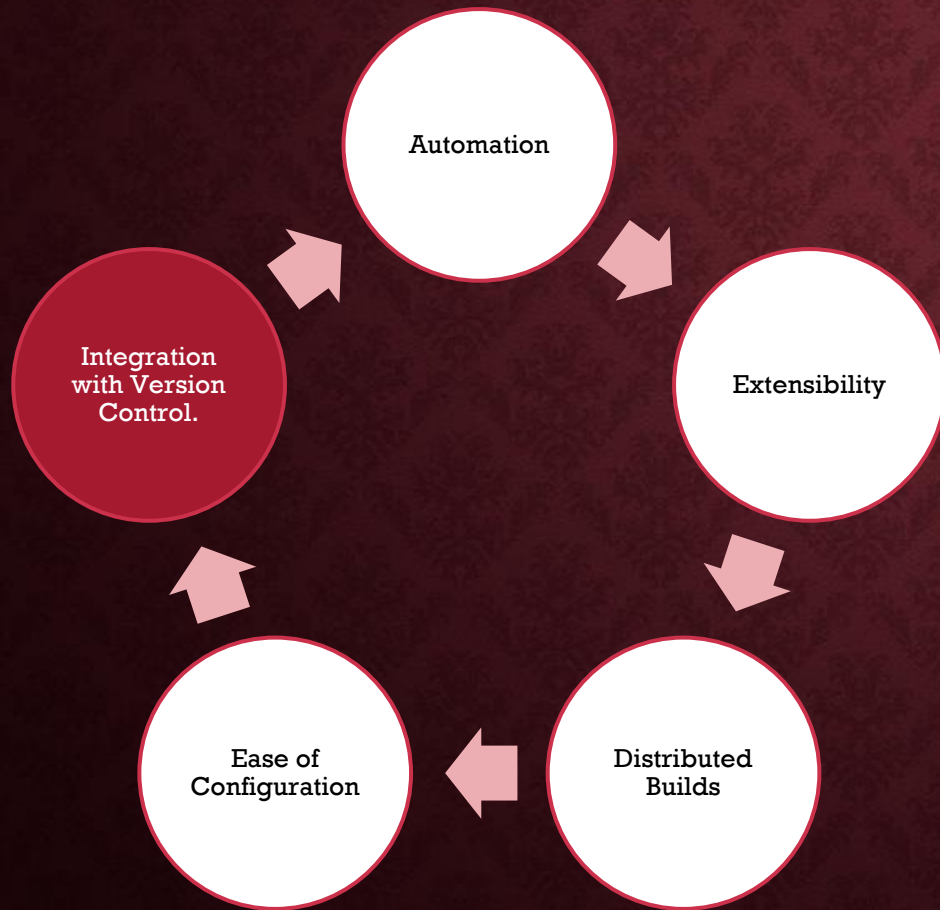 Automation
Extensibility
Distributed
Builds
Ease of
Configuration
Integration
with Version
Control.